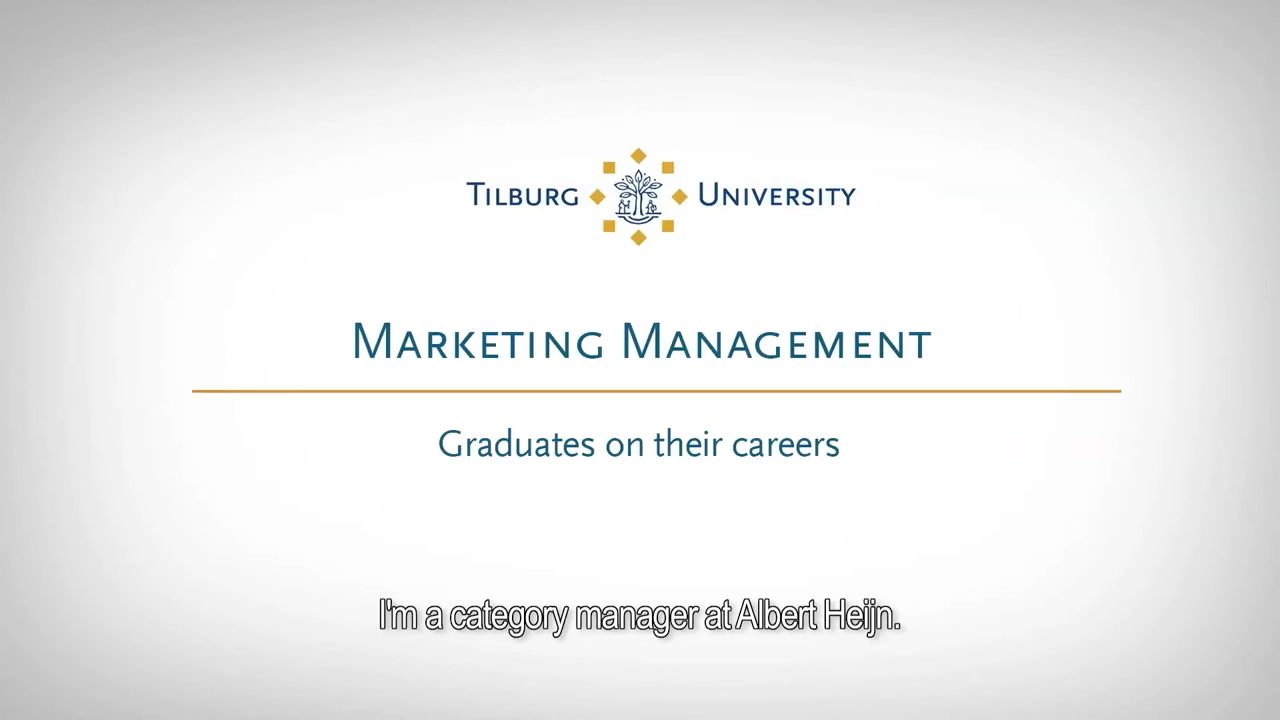 TILBURG UNIVERSITY
MARKETING MANAGEMENT
Graduates on their careers
I'm a category manager at Albert Heijn.